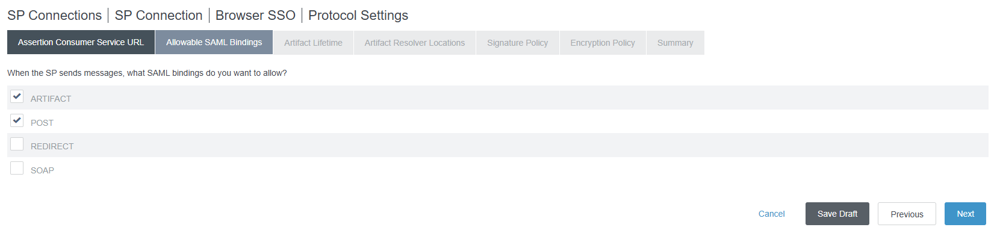 SP Connections | SP Connection | Browser SSO | Protocol Settings
Assertion Consumer Service URL Allowable SAML Bindings Artifact Lifetime Artifact Resolver Locations Signature Policy Encryption Policy Summary
When the SP sends messages, what SAML bindings do you want to allow?
ARTIFACT
POST
REDIRECT
SOAP
Cancel Save Draft Previous Next